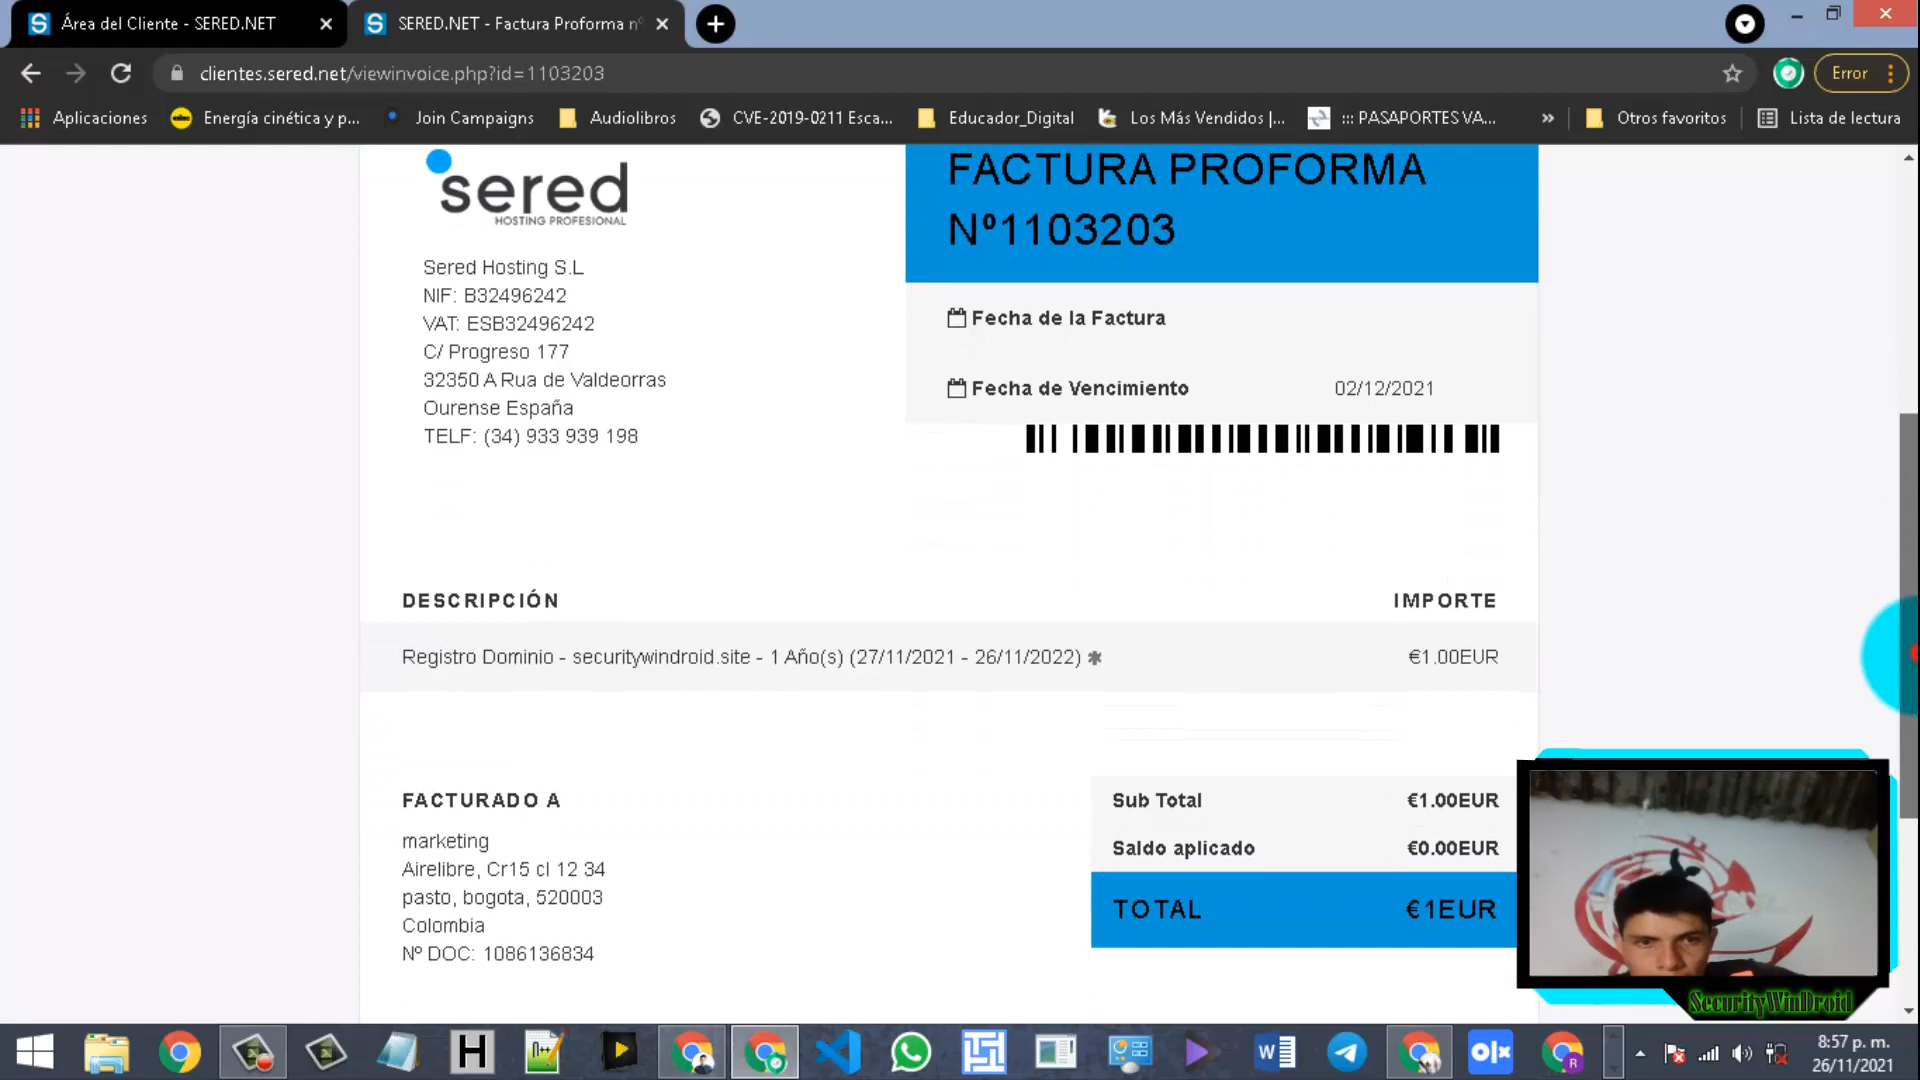 Área del Cliente - SERED.NET
SERED.NET - Factura Proforma nº
clientes.sered.net/viewinvoice.php?id=1103203
Error
Aplicaciones
Energía cinética y p...
Join Campaigns
Audiolibros
CVE-2019-0211 Esca...
Educador_Digital
Los Más Vendidos |...
::: PASAPORTES VA...
»
Otros favoritos
Lista de lectura
sered
HOSTING PROFESIONAL
FACTURA PROFORMA
Nº1103203
Sered Hosting S.L
NIF: B32496242
VAT: ESB32496242
C/ Progreso 177
32350 A Rua de Valdeorras
Ourense España
TELF: (34) 933 939 198
Fecha de la Factura
Fecha de Vencimiento 02/12/2021
DESCRIPCIÓN IMPORTE
Registro Dominio - securitywindroid.site - 1 Año(s) (27/11/2021 - 26/11/2022) * €1.00EUR
FACTURADO A
marketing
Airelibre, Cr15 cl 12 34
pasto, bogota, 520003
Colombia
Nº DOC: 1086136834
Sub Total €1.00EUR
Saldo aplicado €0.00EUR
TOTAL €1EUR
SecurityWinDroid
8:57 p. m.
26/11/2021